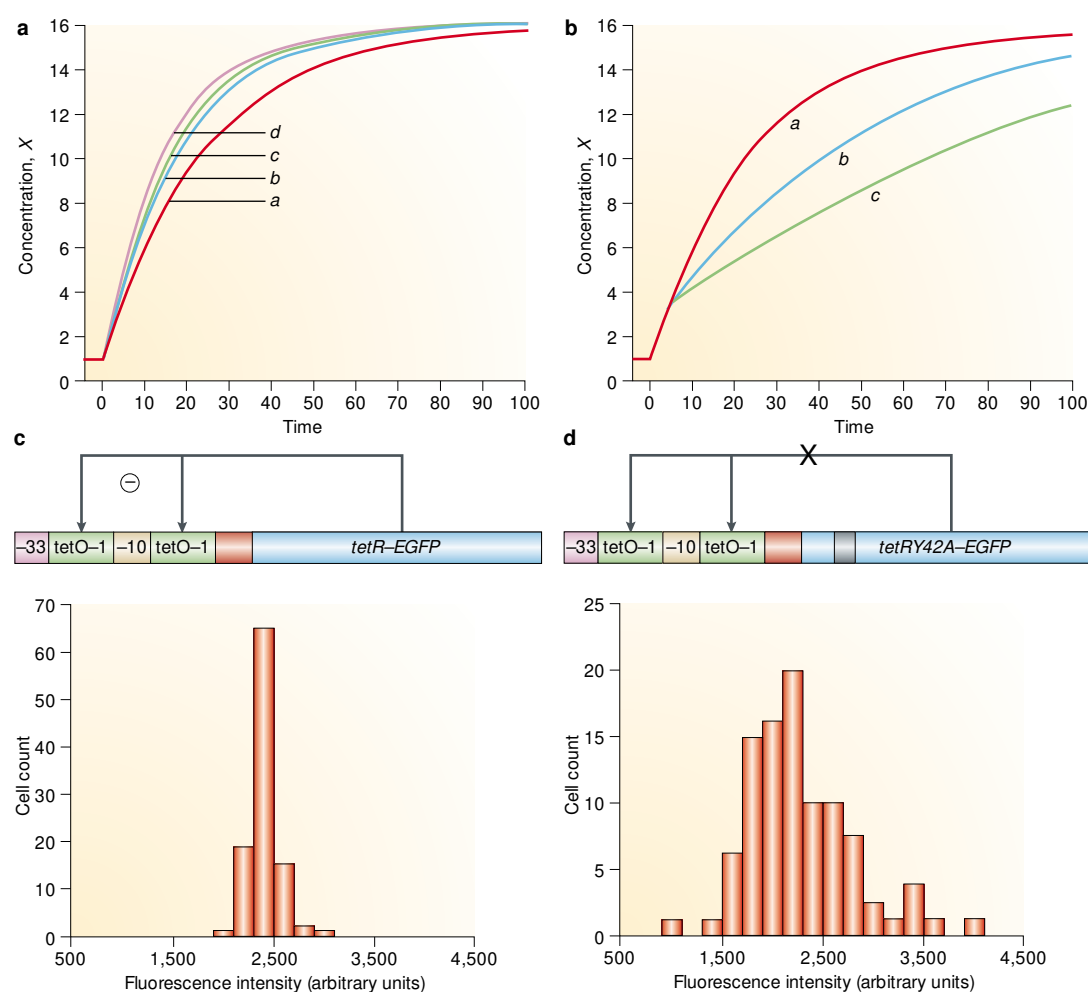 a
16
14
12
10
8
6
4
2
0
Concentration, X
d
c
b
a
0 10 20 30 40 50 60 70 80 90 100
Time
b
16
14
12
10
8
6
4
2
0
Concentration, X
a
b
c
0 10 20 30 40 50 60 70 80 90 100
Time
c
–
–33 tetO–1 –10 tetO–1 tetR–EGFP
70
60
50
40
30
20
10
0
Cell count
500 1,500 2,500 3,500 4,500
Fluorescence intensity (arbitrary units)
d
X
–33 tetO–1 –10 tetO–1 tetRY42A–EGFP
25
20
15
10
5
0
Cell count
500 1,500 2,500 3,500 4,500
Fluorescence intensity (arbitrary units)